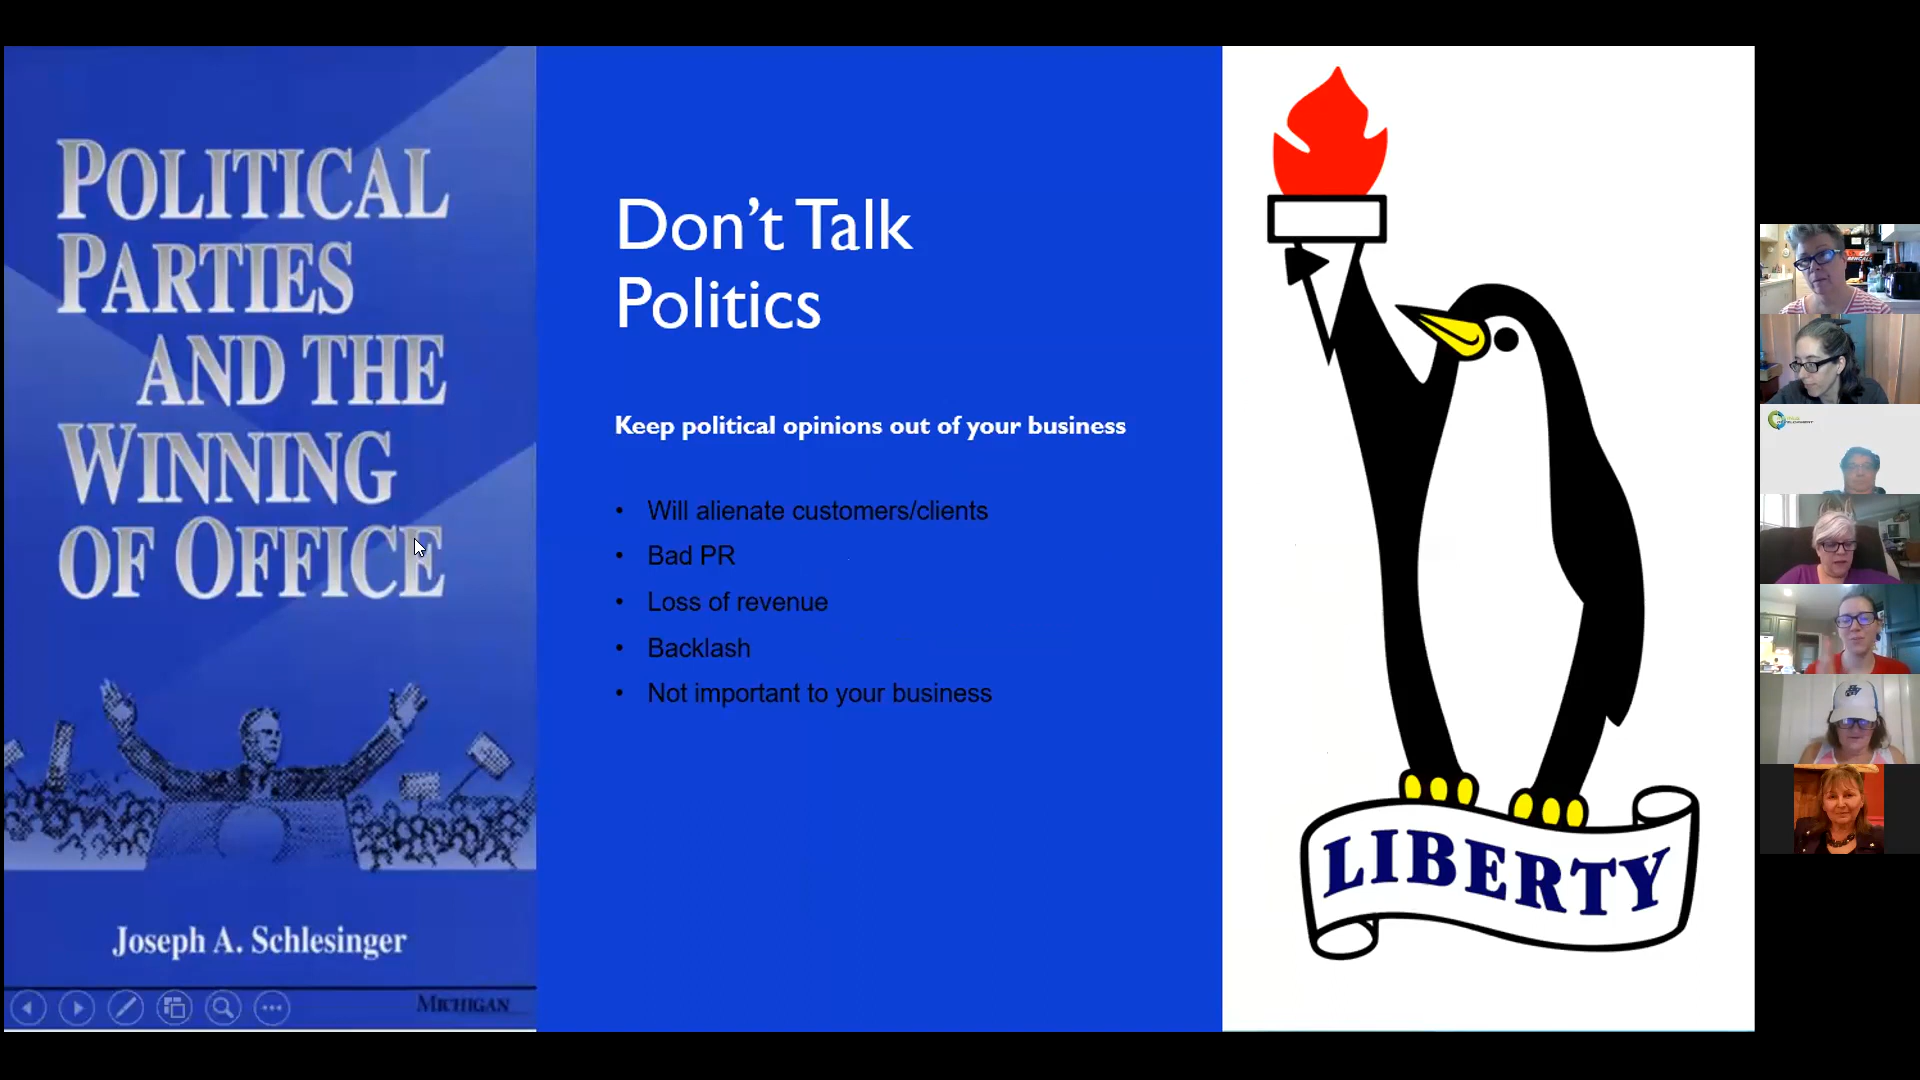 POLITICAL
PARTIES
AND THE
WINNING
OF OFFICE
Joseph A. Schlesinger
MICHIGAN
Don't Talk
Politics
Keep political opinions out of your business
• Will alienate customers/clients
• Bad PR
• Loss of revenue
• Backlash
• Not important to your business
LIBERTY